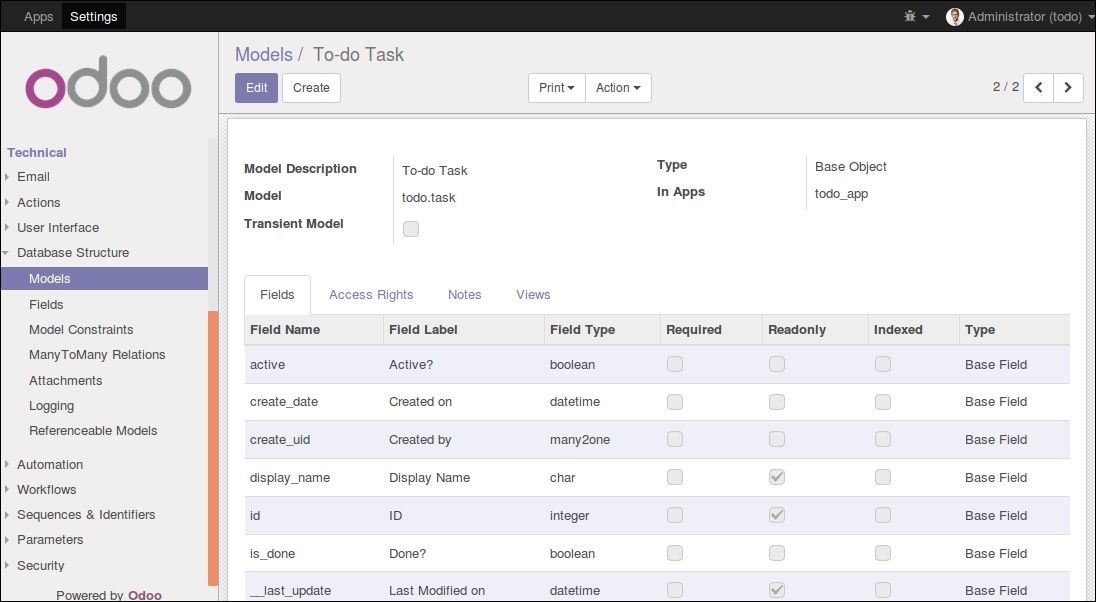 Apps Settings Administrator (todo)
odoo
Technical
Email
Actions
User Interface
Database Structure
Models
Fields
Model Constraints
ManyToMany Relations
Attachments
Logging
Referenceable Models
Automation
Workflows
Sequences & Identifiers
Parameters
Security
Powered by Odoo
Models / To-do Task
Edit Create Print Action 2 / 2
Model Description To-do Task
Model todo.task
Transient Model
Type Base Object
In Apps todo_app
Fields Access Rights Notes Views
Field Name Field Label Field Type Required Readonly Indexed Type
active Active? boolean Base Field
create_date Created on datetime Base Field
create_uid Created by many2one Base Field
display_name Display Name char Base Field
id ID integer Base Field
is_done Done? boolean Base Field
__last_update Last Modified on datetime Base Field